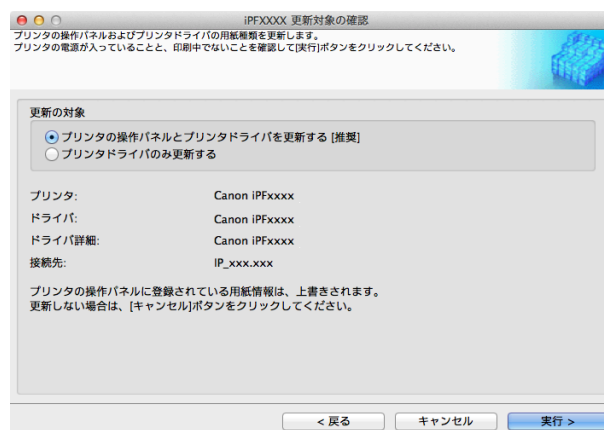 iPFXXXX 更新対象の確認
プリンタの操作パネルおよびプリンタドライバの用紙種類を更新します。
プリンタの電源が入っていることと、印刷中でないことを確認して[実行]ボタンをクリックしてください。
更新の対象
プリンタの操作パネルとプリンタドライバを更新する [推奨]
プリンタドライバのみ更新する
プリンタ: Canon iPFxxxx
ドライバ: Canon iPFxxxx
ドライバ詳細: Canon iPFxxxx
接続先: IP_xxx.xxx
プリンタの操作パネルに登録されている用紙情報は、上書きされます。
更新しない場合は、[キャンセル]ボタンをクリックしてください。
< 戻る キャンセル 実行 >